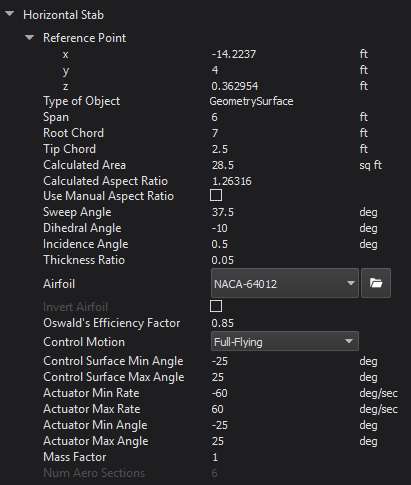 Horizontal Stab
Reference Point
x -14.2237 ft
y 4 ft
z 0.362954 ft
Type of Object GeometrySurface
Span 6 ft
Root Chord 7 ft
Tip Chord 2.5 ft
Calculated Area 28.5 sq ft
Calculated Aspect Ratio 1.26316
Use Manual Aspect Ratio
Sweep Angle 37.5 deg
Dihedral Angle -10 deg
Incidence Angle 0.5 deg
Thickness Ratio 0.05
Airfoil NACA-64012
Invert Airfoil
Oswald's Efficiency Factor 0.85
Control Motion Full-Flying
Control Surface Min Angle -25 deg
Control Surface Max Angle 25 deg
Actuator Min Rate -60 deg/sec
Actuator Max Rate 60 deg/sec
Actuator Min Angle -25 deg
Actuator Max Angle 25 deg
Mass Factor 1
Num Aero Sections 6